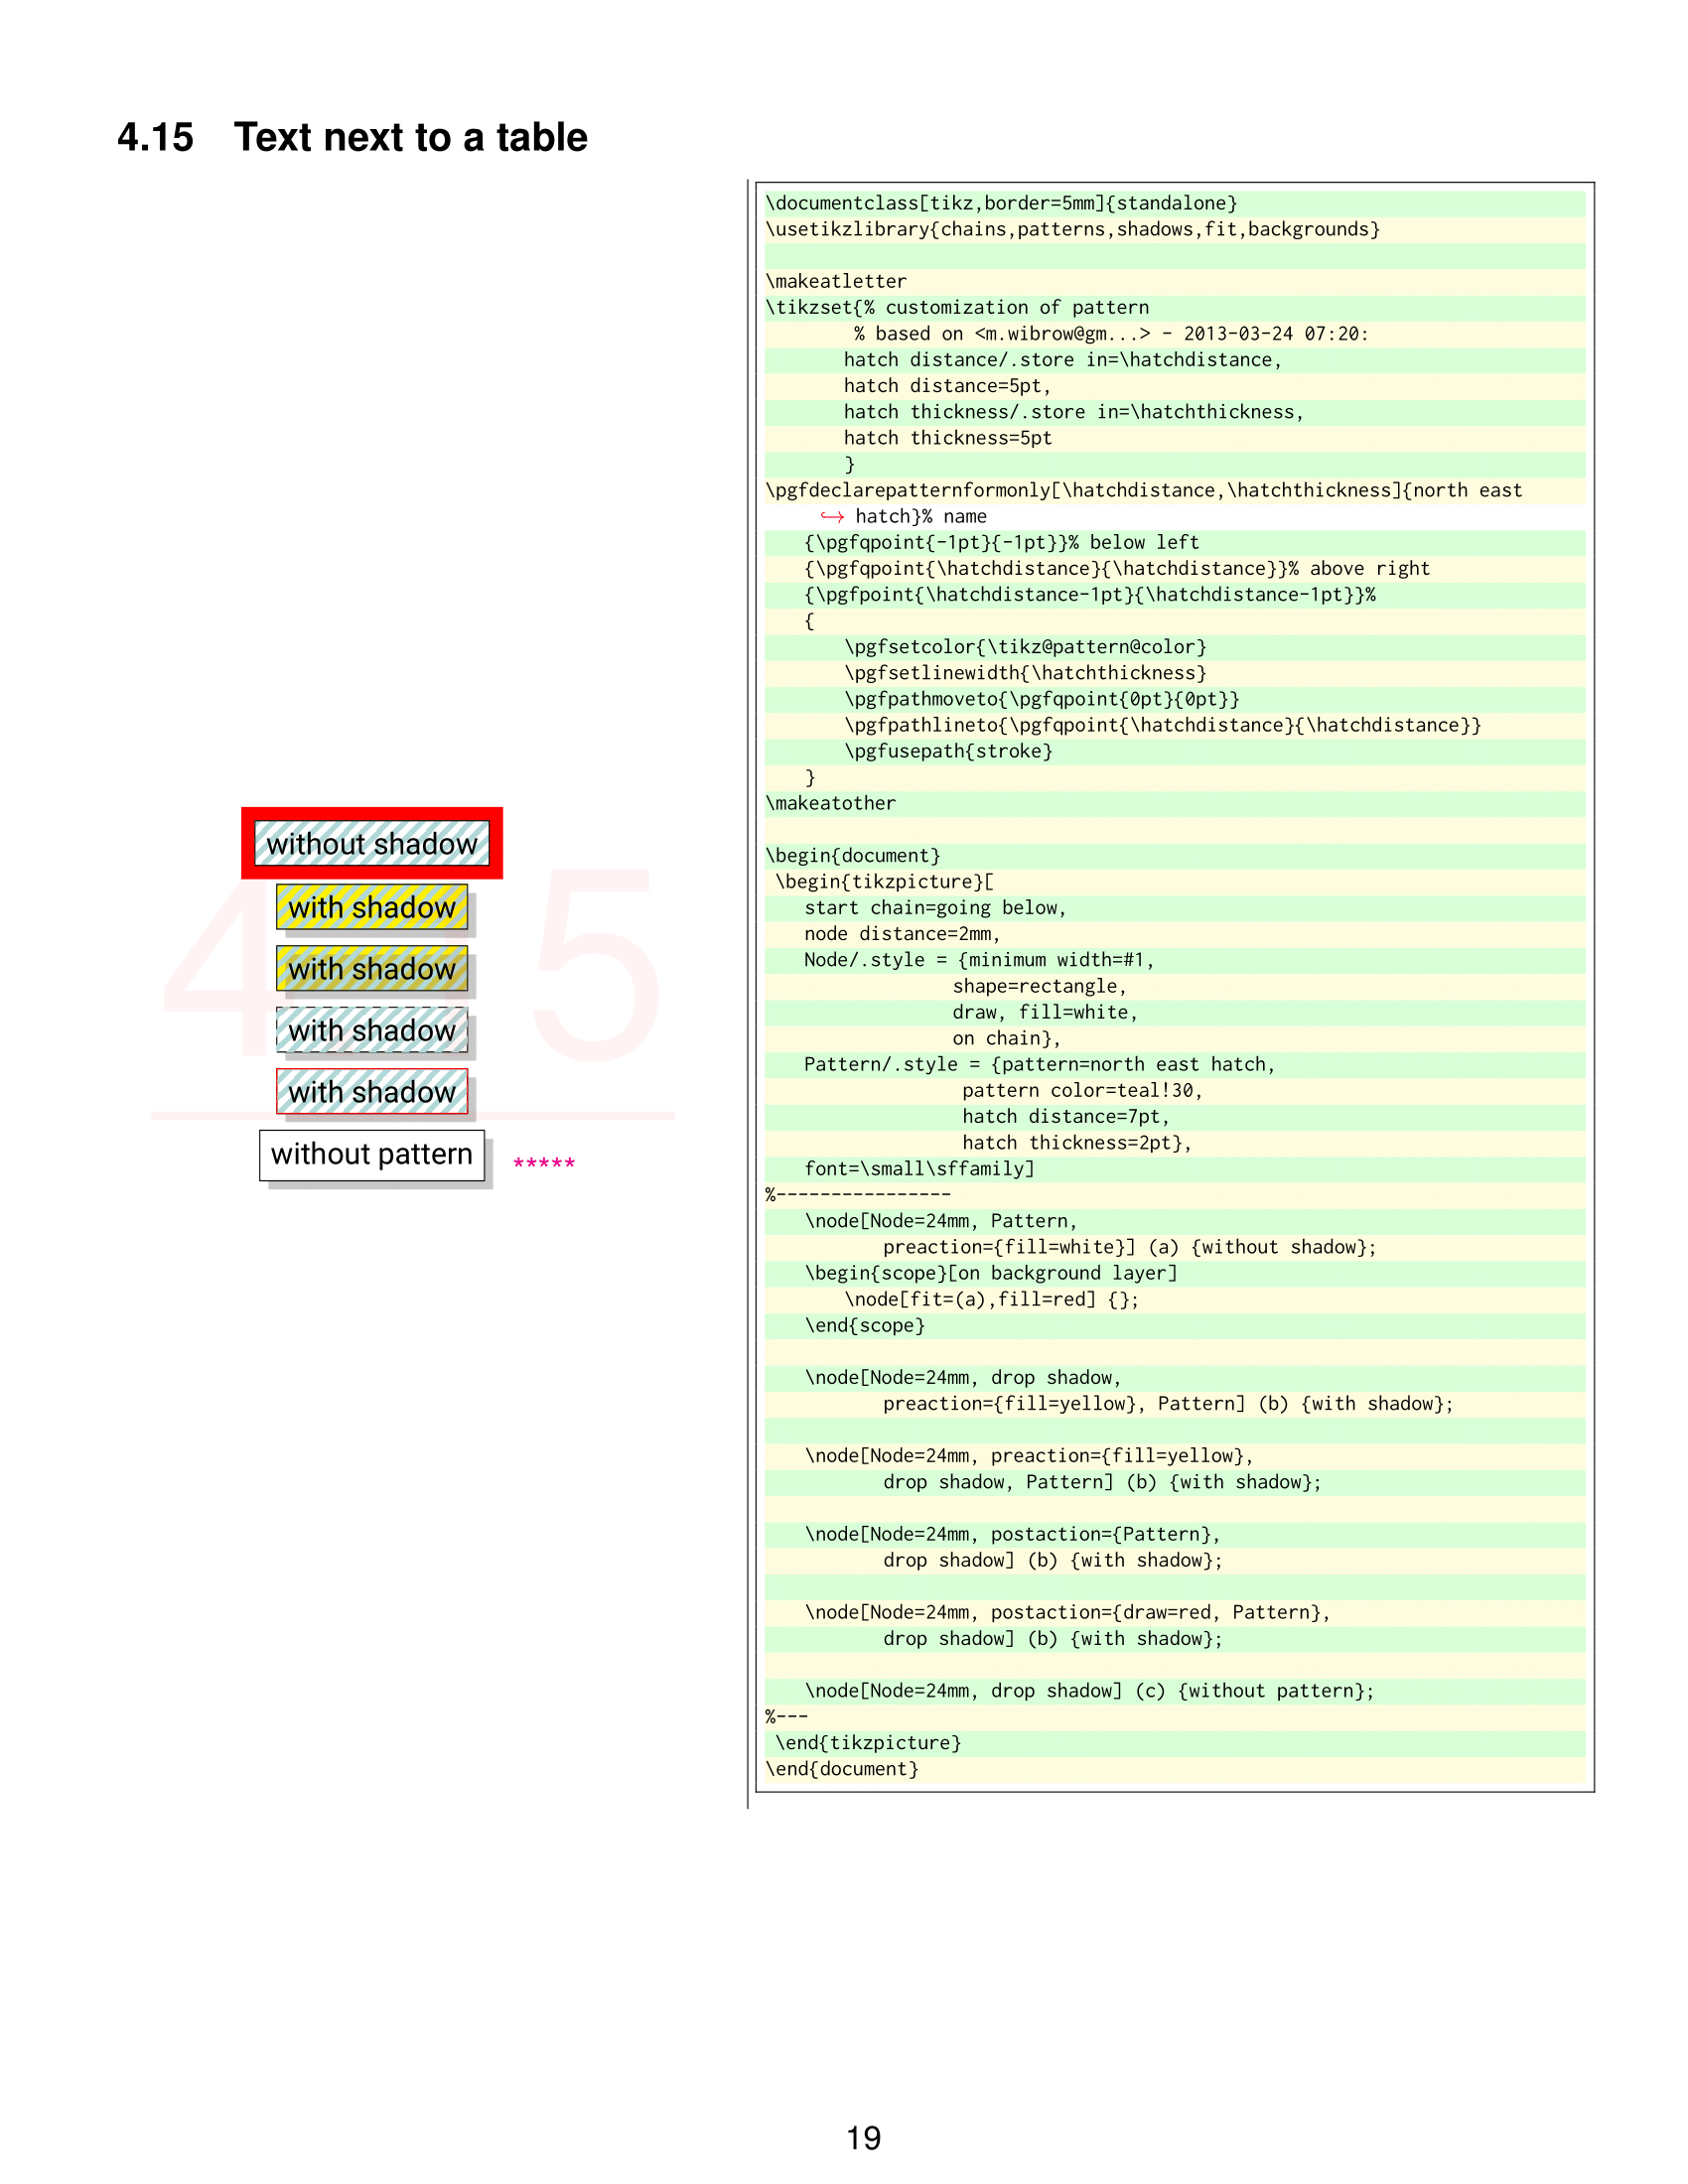 4.15 Text next to a table
4.15
without shadow
with shadow
with shadow
with shadow
with shadow
without pattern
*****
\documentclass[tikz,border=5mm]{standalone}
\usetikzlibrary{chains,patterns,shadows,fit,backgrounds}

\makeatletter
\tikzset{% customization of pattern
        % based on <m.wibrow@gm...> - 2013-03-24 07:20:
       hatch distance/.store in=\hatchdistance,
       hatch distance=5pt,
       hatch thickness/.store in=\hatchthickness,
       hatch thickness=5pt
       }
\pgfdeclarepatternformonly[\hatchdistance,\hatchthickness]{north east
     ↪ hatch}% name
   {\pgfqpoint{-1pt}{-1pt}}% below left
   {\pgfqpoint{\hatchdistance}{\hatchdistance}}% above right
   {\pgfpoint{\hatchdistance-1pt}{\hatchdistance-1pt}}%
   {
       \pgfsetcolor{\tikz@pattern@color}
       \pgfsetlinewidth{\hatchthickness}
       \pgfpathmoveto{\pgfqpoint{0pt}{0pt}}
       \pgfpathlineto{\pgfqpoint{\hatchdistance}{\hatchdistance}}
       \pgfusepath{stroke}
   }
\makeatother

\begin{document}
 \begin{tikzpicture}[
   start chain=going below,
   node distance=2mm,
   Node/.style = {minimum width=#1,
                 shape=rectangle,
                 draw, fill=white,
                 on chain},
   Pattern/.style = {pattern=north east hatch,
                  pattern color=teal!30,
                  hatch distance=7pt,
                  hatch thickness=2pt},
   font=\small\sffamily]
%----------------
   \node[Node=24mm, Pattern,
          preaction={fill=white}] (a) {without shadow};
   \begin{scope}[on background layer]
       \node[fit=(a),fill=red] {};
   \end{scope}

   \node[Node=24mm, drop shadow,
          preaction={fill=yellow}, Pattern] (b) {with shadow};

   \node[Node=24mm, preaction={fill=yellow},
          drop shadow, Pattern] (b) {with shadow};

   \node[Node=24mm, postaction={Pattern},
          drop shadow] (b) {with shadow};

   \node[Node=24mm, postaction={draw=red, Pattern},
          drop shadow] (b) {with shadow};

   \node[Node=24mm, drop shadow] (c) {without pattern};
%---
 \end{tikzpicture}
\end{document}
19